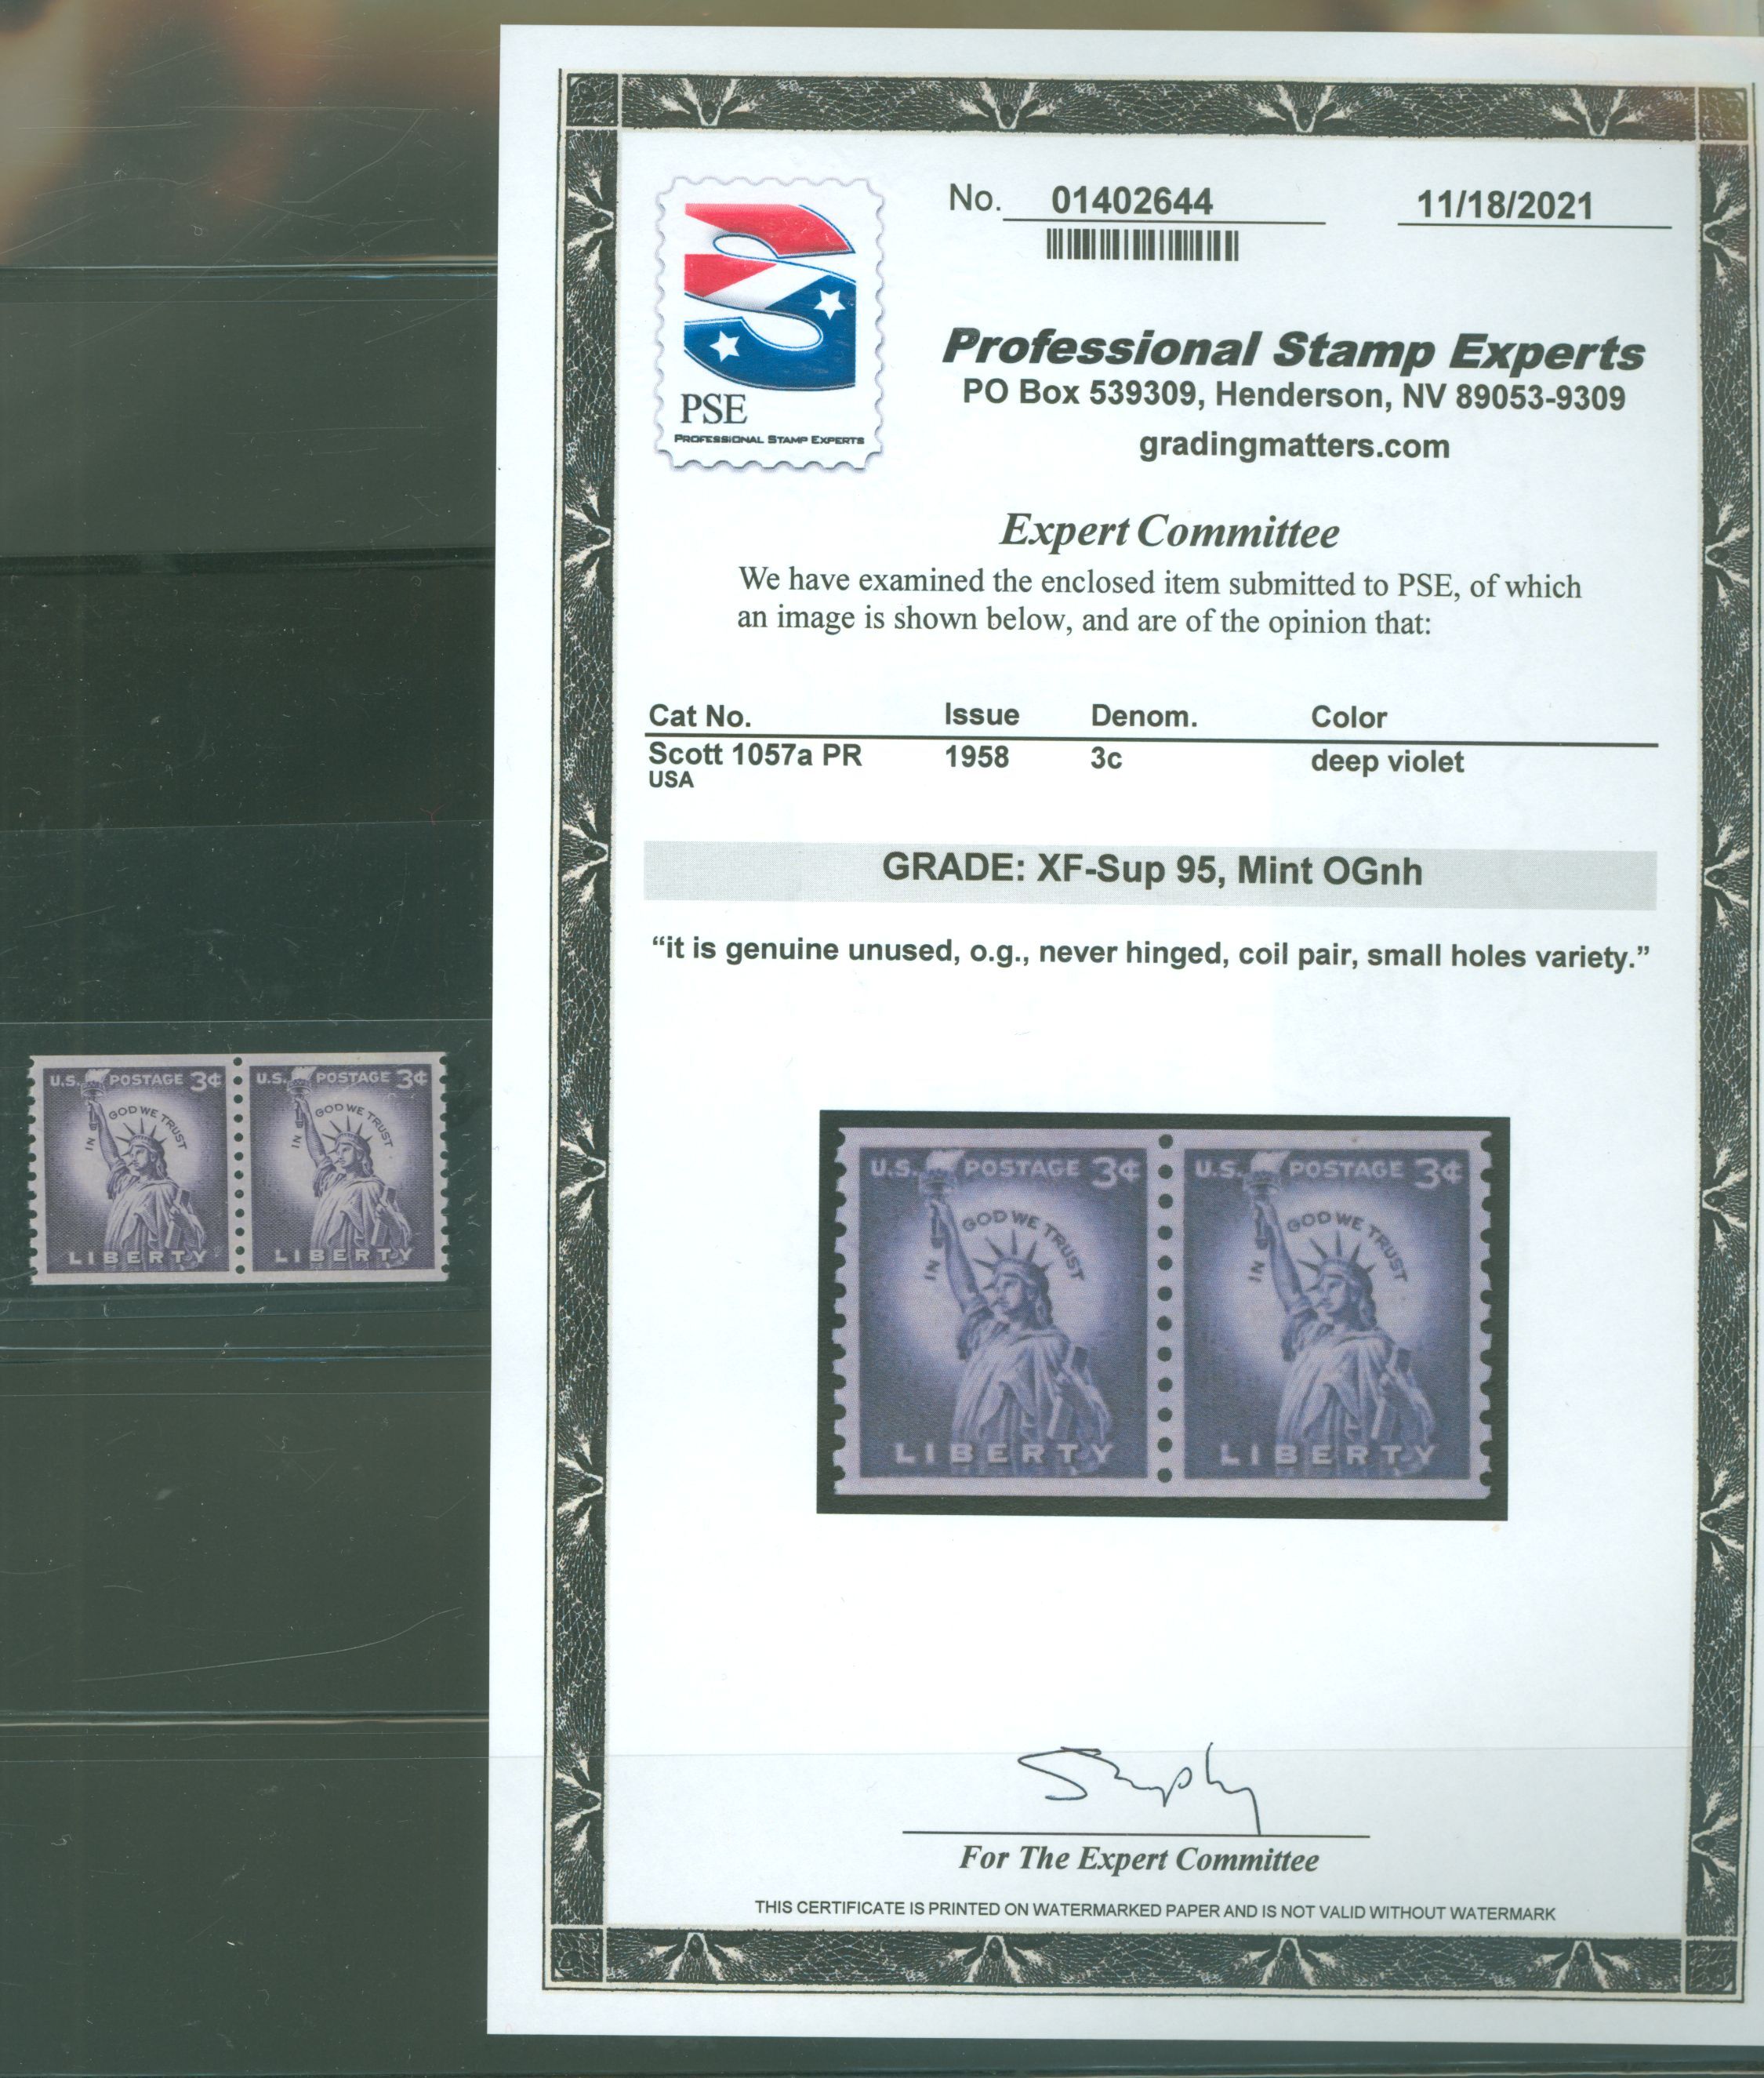 No. 01402644 11/18/2021
PSE
PROFESSIONAL STAMP EXPERTS
Professional Stamp Experts
PO Box 539309, Henderson, NV 89053-9309
gradingmatters.com
Expert Committee
We have examined the enclosed item submitted to PSE, of which
an image is shown below, and are of the opinion that:
Cat No. Issue Denom. Color
Scott 1057a PR 1958 3c deep violet
USA
GRADE: XF-Sup 95, Mint OGnh
“it is genuine unused, o.g., never hinged, coil pair, small holes variety.”
U.S. POSTAGE 3¢ U.S. POSTAGE 3¢
IN GOD WE TRUST IN GOD WE TRUST
LIBERTY LIBERTY
U.S. POSTAGE 3¢ U.S. POSTAGE 3¢
IN GOD WE TRUST IN GOD WE TRUST
LIBERTY LIBERTY
For The Expert Committee
THIS CERTIFICATE IS PRINTED ON WATERMARKED PAPER AND IS NOT VALID WITHOUT WATERMARK